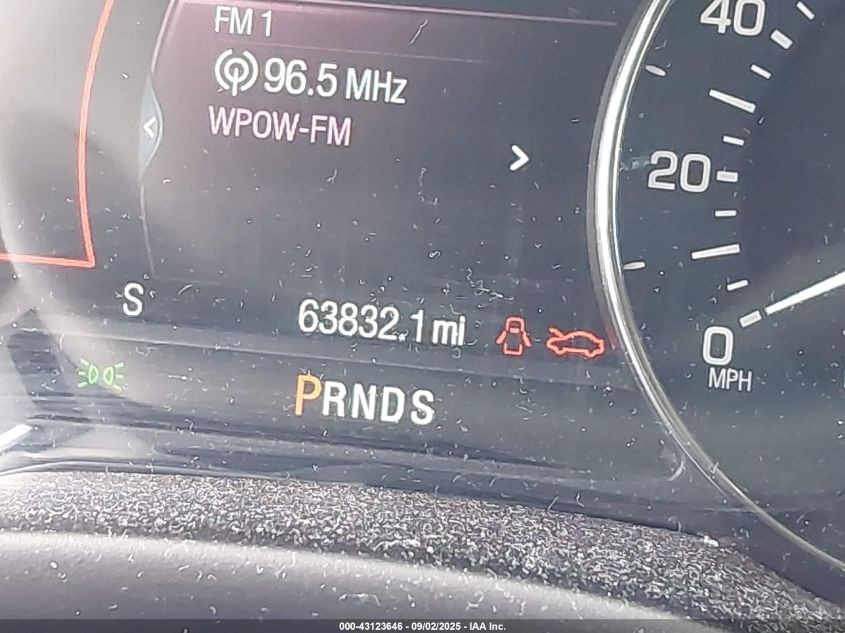 FM 1
96.5 MHz
WPOW-FM
40
20
0
MPH
S
63832.1 mi
PRNDS
000-43123646 - 09/02/2025 - IAA Inc.